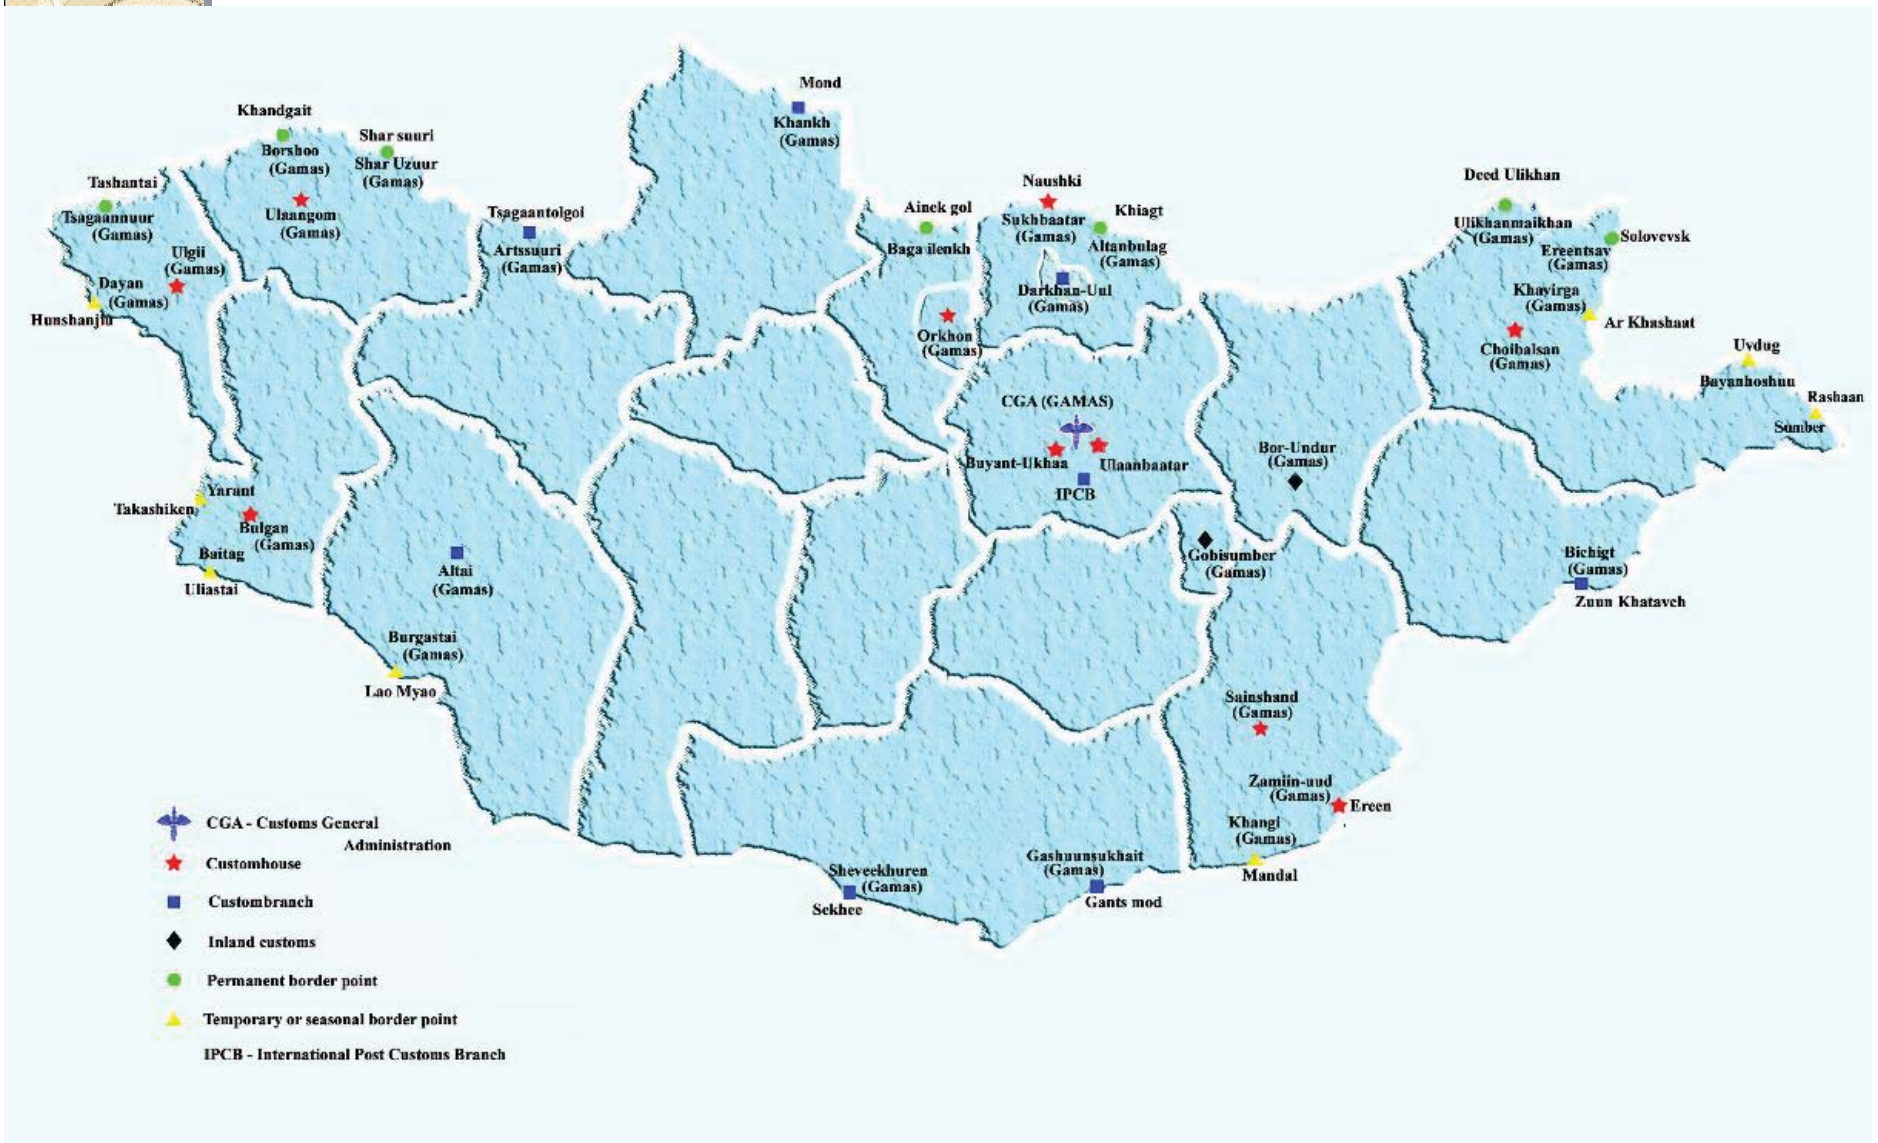 Mond
Khankh
(Gamas)
Khandgait
Borshoo
(Gamas)
Shar suuri
Shar Uzuur
(Gamas)
Tashantai
Tsagaannuur
(Gamas)
Ulaangom
(Gamas)
Ulgii
(Gamas)
Dayan
(Gamas)
Hunshanjiu
Tsagaantolgoi
Artssuuri
(Gamas)
Ainek gol
Baga ilenkh
Naushki
Sukhbaatar
(Gamas)
Khiagt
Altanbulag
(Gamas)
Darkhan-Uul
(Gamas)
Orkhon
(Gamas)
Deed Ulikhan
Ulikhanmaikhan
(Gamas)
Solovevsk
Ereentsav
(Gamas)
Khavirga
(Gamas)
Ar Khashaat
Choibalsan
(Gamas)
Uvdug
Bayanhoshuu
Rashaan
Sumber
CGA (GAMAS)
Buyant-Ukhaa
Ulaanbaatar
IPCB
Bor-Undur
(Gamas)
Gobisumber
(Gamas)
Yarant
Takashiken
Bulgan
(Gamas)
Baitag
Uliastai
Altai
(Gamas)
Burgastai
(Gamas)
Lao Myao
Bichigt
(Gamas)
Zuun Khatavch
Sainshand
(Gamas)
Zamiin-uud
(Gamas)
Ereen
Khangi
(Gamas)
Mandal
Sheveekhuren
(Gamas)
Sekhee
Gashuunsukhait
(Gamas)
Gants mod
CGA - Customs General
Administration
Customhouse
Custombranch
Inland customs
Permanent border point
Temporary or seasonal border point
IPCB - International Post Customs Branch